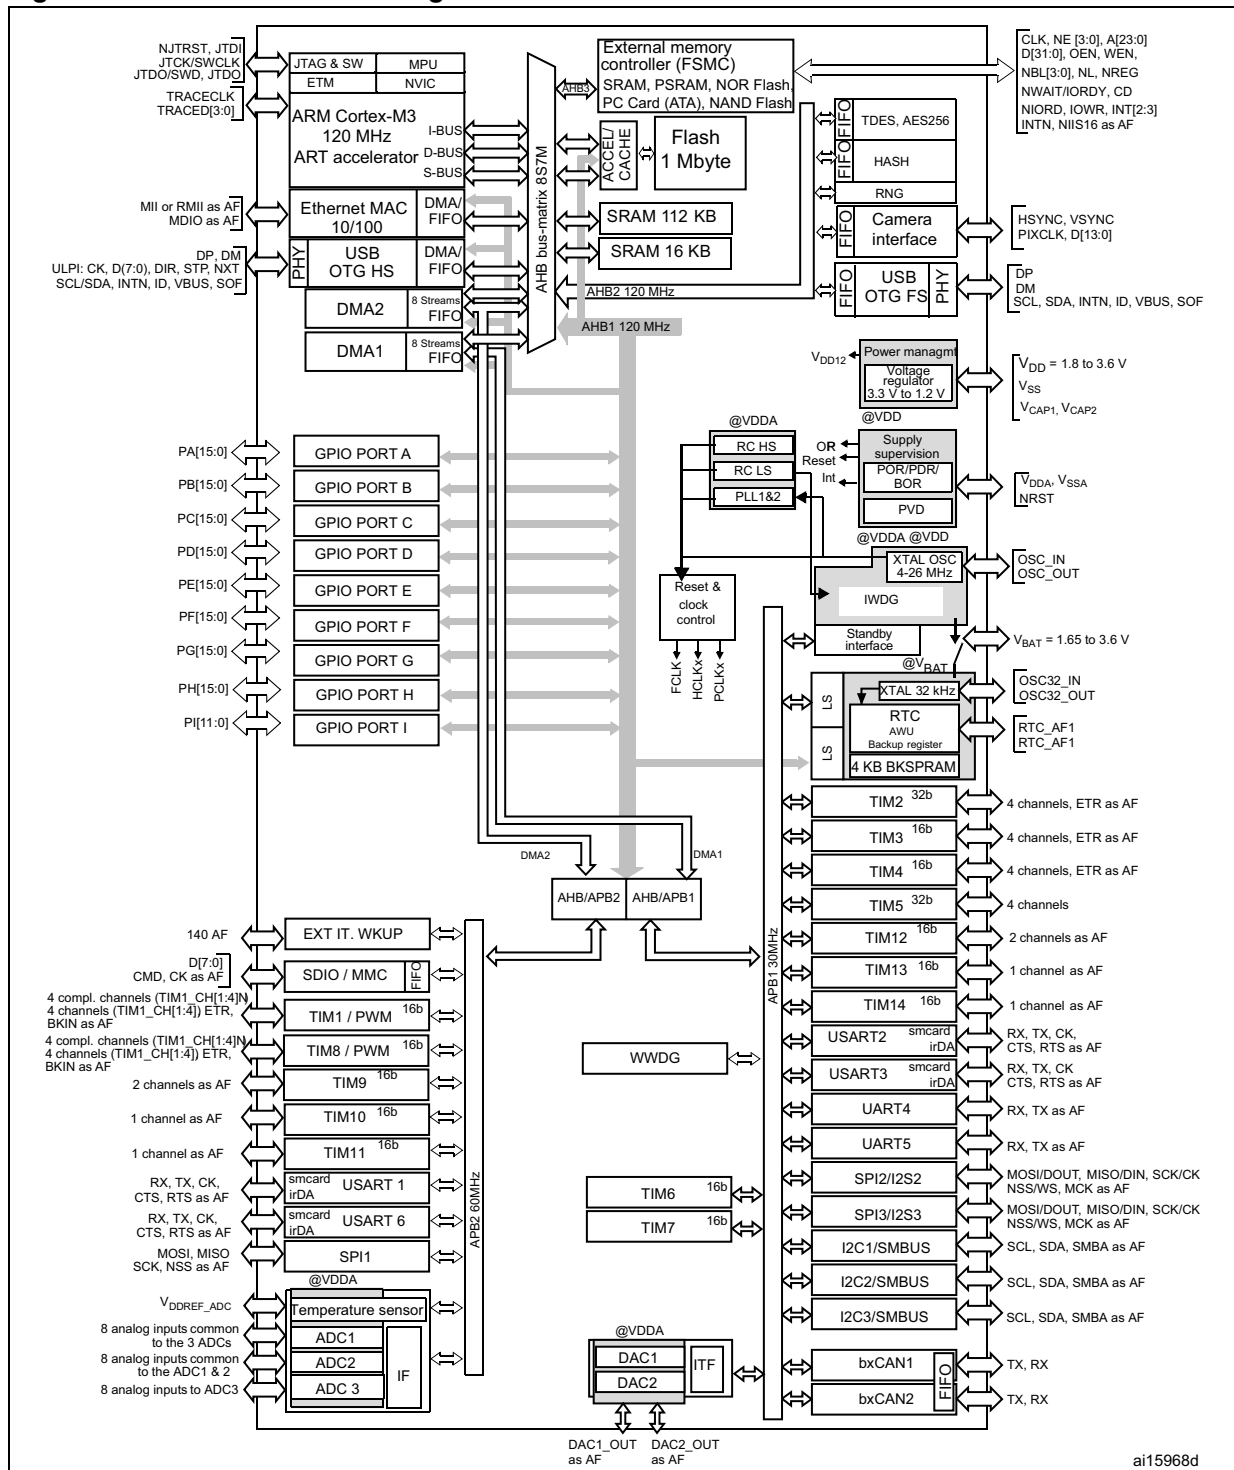 NJTRST, JTDI
JTCK/SWCLK
JTDO/SWD, JTDO
TRACECLK
TRACED[3:0]
JTAG & SW
MPU
ETM
NVIC
ARM Cortex-M3
120 MHz
ART accelerator
I-BUS
D-BUS
S-BUS
MII or RMII as AF
MDIO as AF
Ethernet MAC
10/100
DMA/
FIFO
DP, DM
ULPI: CK, D(7:0), DIR, STP, NXT
SCL/SDA, INTN, ID, VBUS, SOF
PHY
USB
OTG HS
DMA/
FIFO
DMA2
8 Streams
FIFO
DMA1
8 Streams
FIFO
AHB bus-matrix 8S7M
AHB3
External memory
controller (FSMC)
SRAM, PSRAM, NOR Flash,
PC Card (ATA), NAND Flash
CLK, NE [3:0], A[23:0]
D[31:0], OEN, WEN,
NBL[3:0], NL, NREG
NWAIT/IORDY, CD
NIORD, IOWR, INT[2:3]
INTN, NIIS16 as AF
ACCEL/
CACHE
Flash
1 Mbyte
SRAM 112 KB
SRAM 16 KB
AHB2 120 MHz
AHB1 120 MHz
FIFO
TDES, AES256
FIFO
HASH
RNG
FIFO
Camera
interface
HSYNC, VSYNC
PIXCLK, D[13:0]
FIFO
USB
OTG FS
PHY
DP
DM
SCL, SDA, INTN, ID, VBUS, SOF
VDD12
Power managmt
Voltage
regulator
3.3 V to 1.2 V
VDD = 1.8 to 3.6 V
VSS
VCAP1, VCAP2
@VDD
@VDDA
RC HS
RC LS
PLL1&2
OR
Reset
Int
Supply
supervision
POR/PDR/
BOR
PVD
VDDA, VSSA
NRST
@VDDA @VDD
XTAL OSC
4-26 MHz
OSC_IN
OSC_OUT
IWDG
Reset &
clock
control
FCLK
HCLKx
PCLKx
Standby
interface
VBAT = 1.65 to 3.6 V
@VBAT
LS
LS
XTAL 32 kHz
OSC32_IN
OSC32_OUT
RTC
AWU
Backup register
RTC_AF1
RTC_AF1
4 KB BKSPRAM
PA[15:0]
GPIO PORT A
PB[15:0]
GPIO PORT B
PC[15:0]
GPIO PORT C
PD[15:0]
GPIO PORT D
PE[15:0]
GPIO PORT E
PF[15:0]
GPIO PORT F
PG[15:0]
GPIO PORT G
PH[15:0]
GPIO PORT H
PI[11:0]
GPIO PORT I
DMA2
DMA1
AHB/APB2
AHB/APB1
APB1 30MHz
TIM2 32b
4 channels, ETR as AF
TIM3 16b
4 channels, ETR as AF
TIM4 16b
4 channels, ETR as AF
TIM5 32b
4 channels
TIM12 16b
2 channels as AF
TIM13 16b
1 channel as AF
TIM14 16b
1 channel as AF
USART2
smcard
irDA
RX, TX, CK,
CTS, RTS as AF
USART3
smcard
irDA
RX, TX, CK
CTS, RTS as AF
UART4
RX, TX as AF
UART5
RX, TX as AF
SPI2/I2S2
MOSI/DOUT, MISO/DIN, SCK/CK
NSS/WS, MCK as AF
SPI3/I2S3
MOSI/DOUT, MISO/DIN, SCK/CK
NSS/WS, MCK as AF
I2C1/SMBUS
SCL, SDA, SMBA as AF
I2C2/SMBUS
SCL, SDA, SMBA as AF
I2C3/SMBUS
SCL, SDA, SMBA as AF
bxCAN1
TX, RX
FIFO
bxCAN2
TX, RX
WWDG
TIM6 16b
TIM7 16b
@VDDA
DAC1
DAC2
ITF
DAC1_OUT
as AF
DAC2_OUT
as AF
APB2 60MHz
140 AF
EXT IT. WKUP
D[7:0]
CMD, CK as AF
SDIO / MMC
FIFO
4 compl. channels (TIM1_CH[1:4]N
4 channels (TIM1_CH[1:4]) ETR,
BKIN as AF
TIM1 / PWM 16b
4 compl. channels (TIM1_CH[1:4]N
4 channels (TIM1_CH[1:4]) ETR,
BKIN as AF
TIM8 / PWM 16b
2 channels as AF
TIM9 16b
1 channel as AF
TIM10 16b
1 channel as AF
TIM11 16b
RX, TX, CK,
CTS, RTS as AF
smcard
irDA
USART 1
RX, TX, CK,
CTS, RTS as AF
smcard
irDA
USART 6
MOSI, MISO
SCK, NSS as AF
SPI1
@VDDA
VDDREF_ADC
Temperature sensor
8 analog inputs common
to the 3 ADCs
ADC1
8 analog inputs common
to the ADC1 & 2
ADC2
8 analog inputs to ADC3
ADC 3
IF
ai15968d